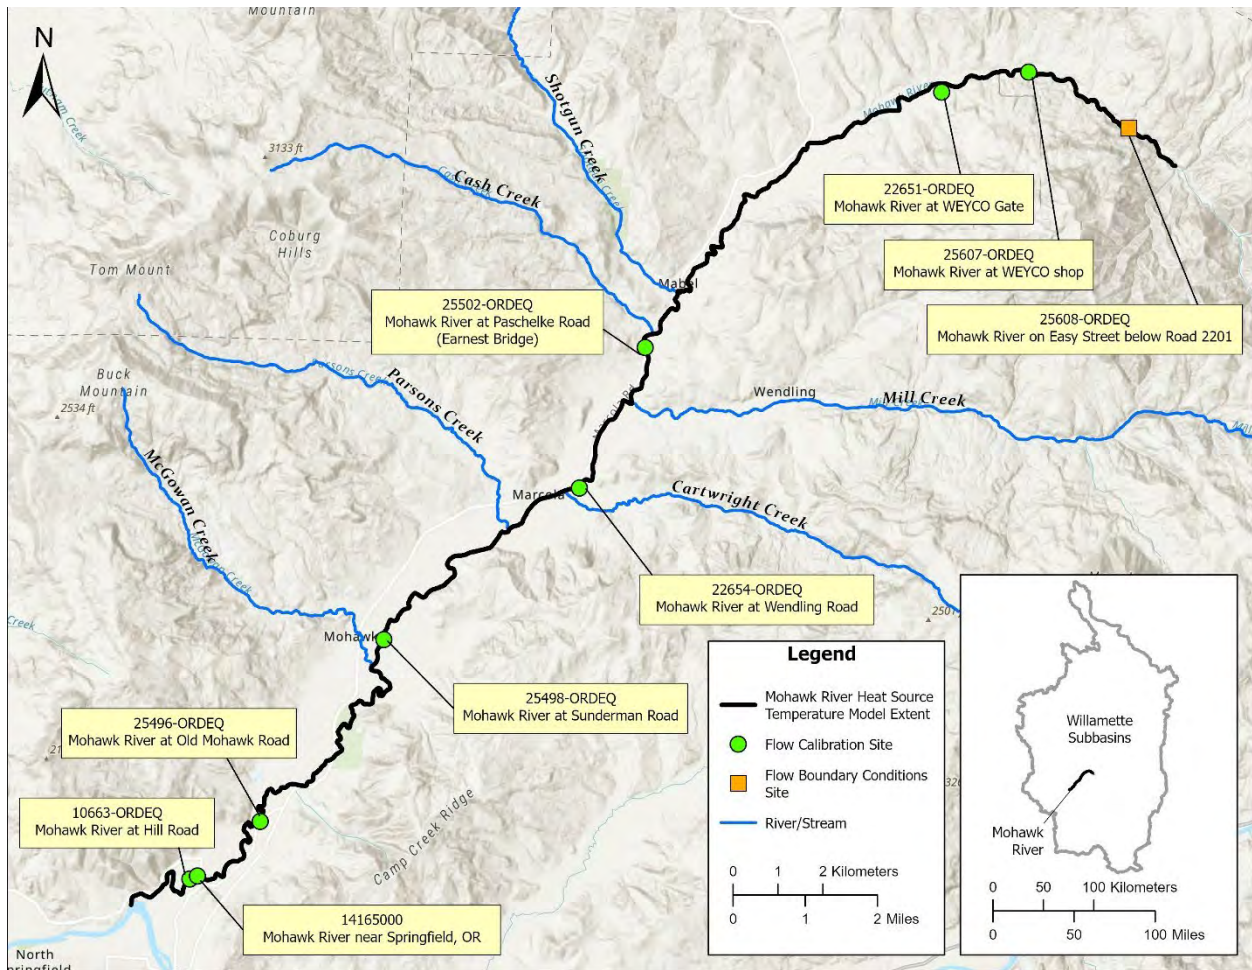 Mountain
N
Shotgun Creek
Mohawk River
3133 ft
Cash Creek
22651-ORDEQ
Mohawk River at WEYCO Gate
Coburg
Hills
25607-ORDEQ
Mohawk River at WEYCO shop
Tom Mount
Mabel
25502-ORDEQ
Mohawk River at Paschelke Road
(Earnest Bridge)
25608-ORDEQ
Mohawk River on Easy Street below Road 2201
Parsons Creek
Parsons Creek
Buck
Mountain
2534 ft
Wendling
Mill Creek
McGowan Creek
McGowan Creek
Marcola
Cartwright Creek
Creek
22654-ORDEQ
Mohawk River at Wendling Road
Mohawk
25498-ORDEQ
Mohawk River at Sunderman Road
25496-ORDEQ
Mohawk River at Old Mohawk Road
10663-ORDEQ
Mohawk River at Hill Road
Camp Creek Ridge
14165000
Mohawk River near Springfield, OR
North
Springfield
Legend
Mohawk River Heat Source
Temperature Model Extent
Flow Calibration Site
Flow Boundary Conditions
Site
River/Stream
0 1 2 Kilometers
0 1 2 Miles
Willamette
Subbasins
Mohawk
River
0 50 100 Kilometers
0 50 100 Miles